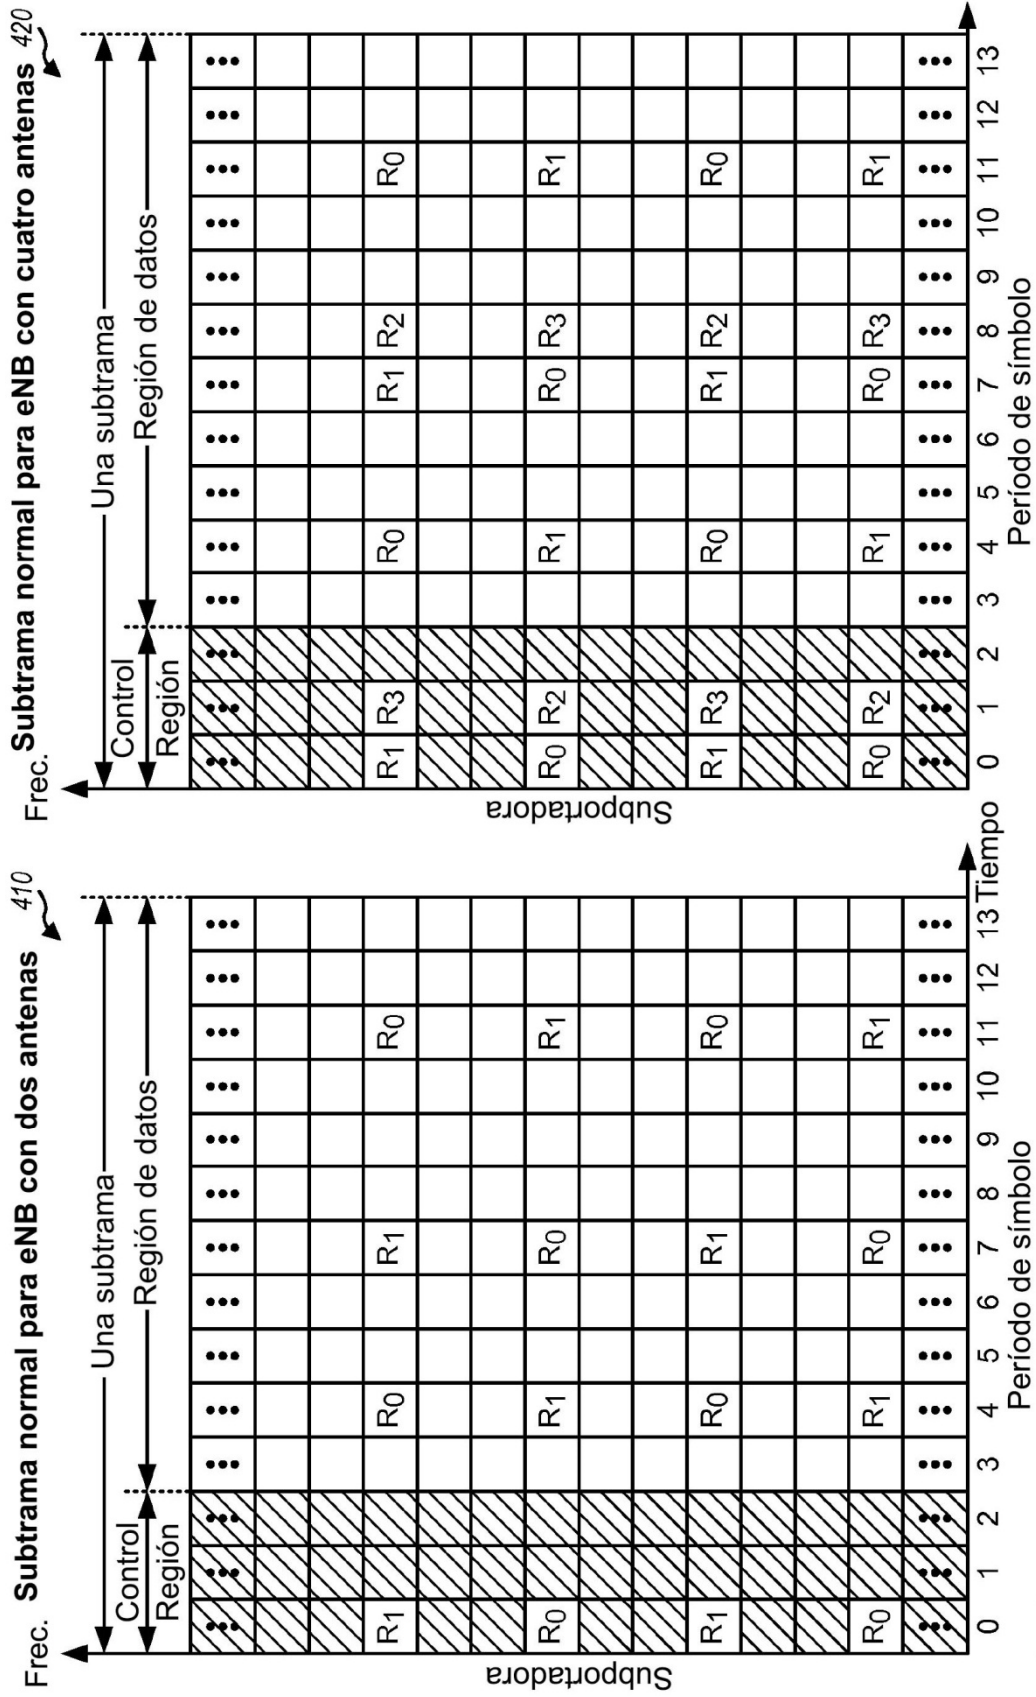 Subtrama normal para eNB con dos antenas 410
Frec.
Una subtrama
Control Región
Región de datos
Subportadora
••• ••• ••• ••• ••• ••• ••• ••• ••• ••• ••• ••• ••• •••
R1 R0 R1 R0
R0 R1 R0 R1
R1 R0 R1 R0
R0 R1 R0 R1
••• ••• ••• ••• ••• ••• ••• ••• ••• ••• ••• ••• ••• •••
0 1 2 3 4 5 6 7 8 9 10 11 12 13
Tiempo
Período de símbolo
Subtrama normal para eNB con cuatro antenas 420
Frec.
Una subtrama
Control Región
Región de datos
Subportadora
••• ••• ••• ••• ••• ••• ••• ••• ••• ••• ••• ••• ••• •••
R1 R3 R0 R1 R2 R0
R0 R2 R1 R0 R3 R1
R1 R3 R0 R1 R2 R0
R0 R2 R1 R0 R3 R1
••• ••• ••• ••• ••• ••• ••• ••• ••• ••• ••• ••• ••• •••
0 1 2 3 4 5 6 7 8 9 10 11 12 13
Período de símbolo